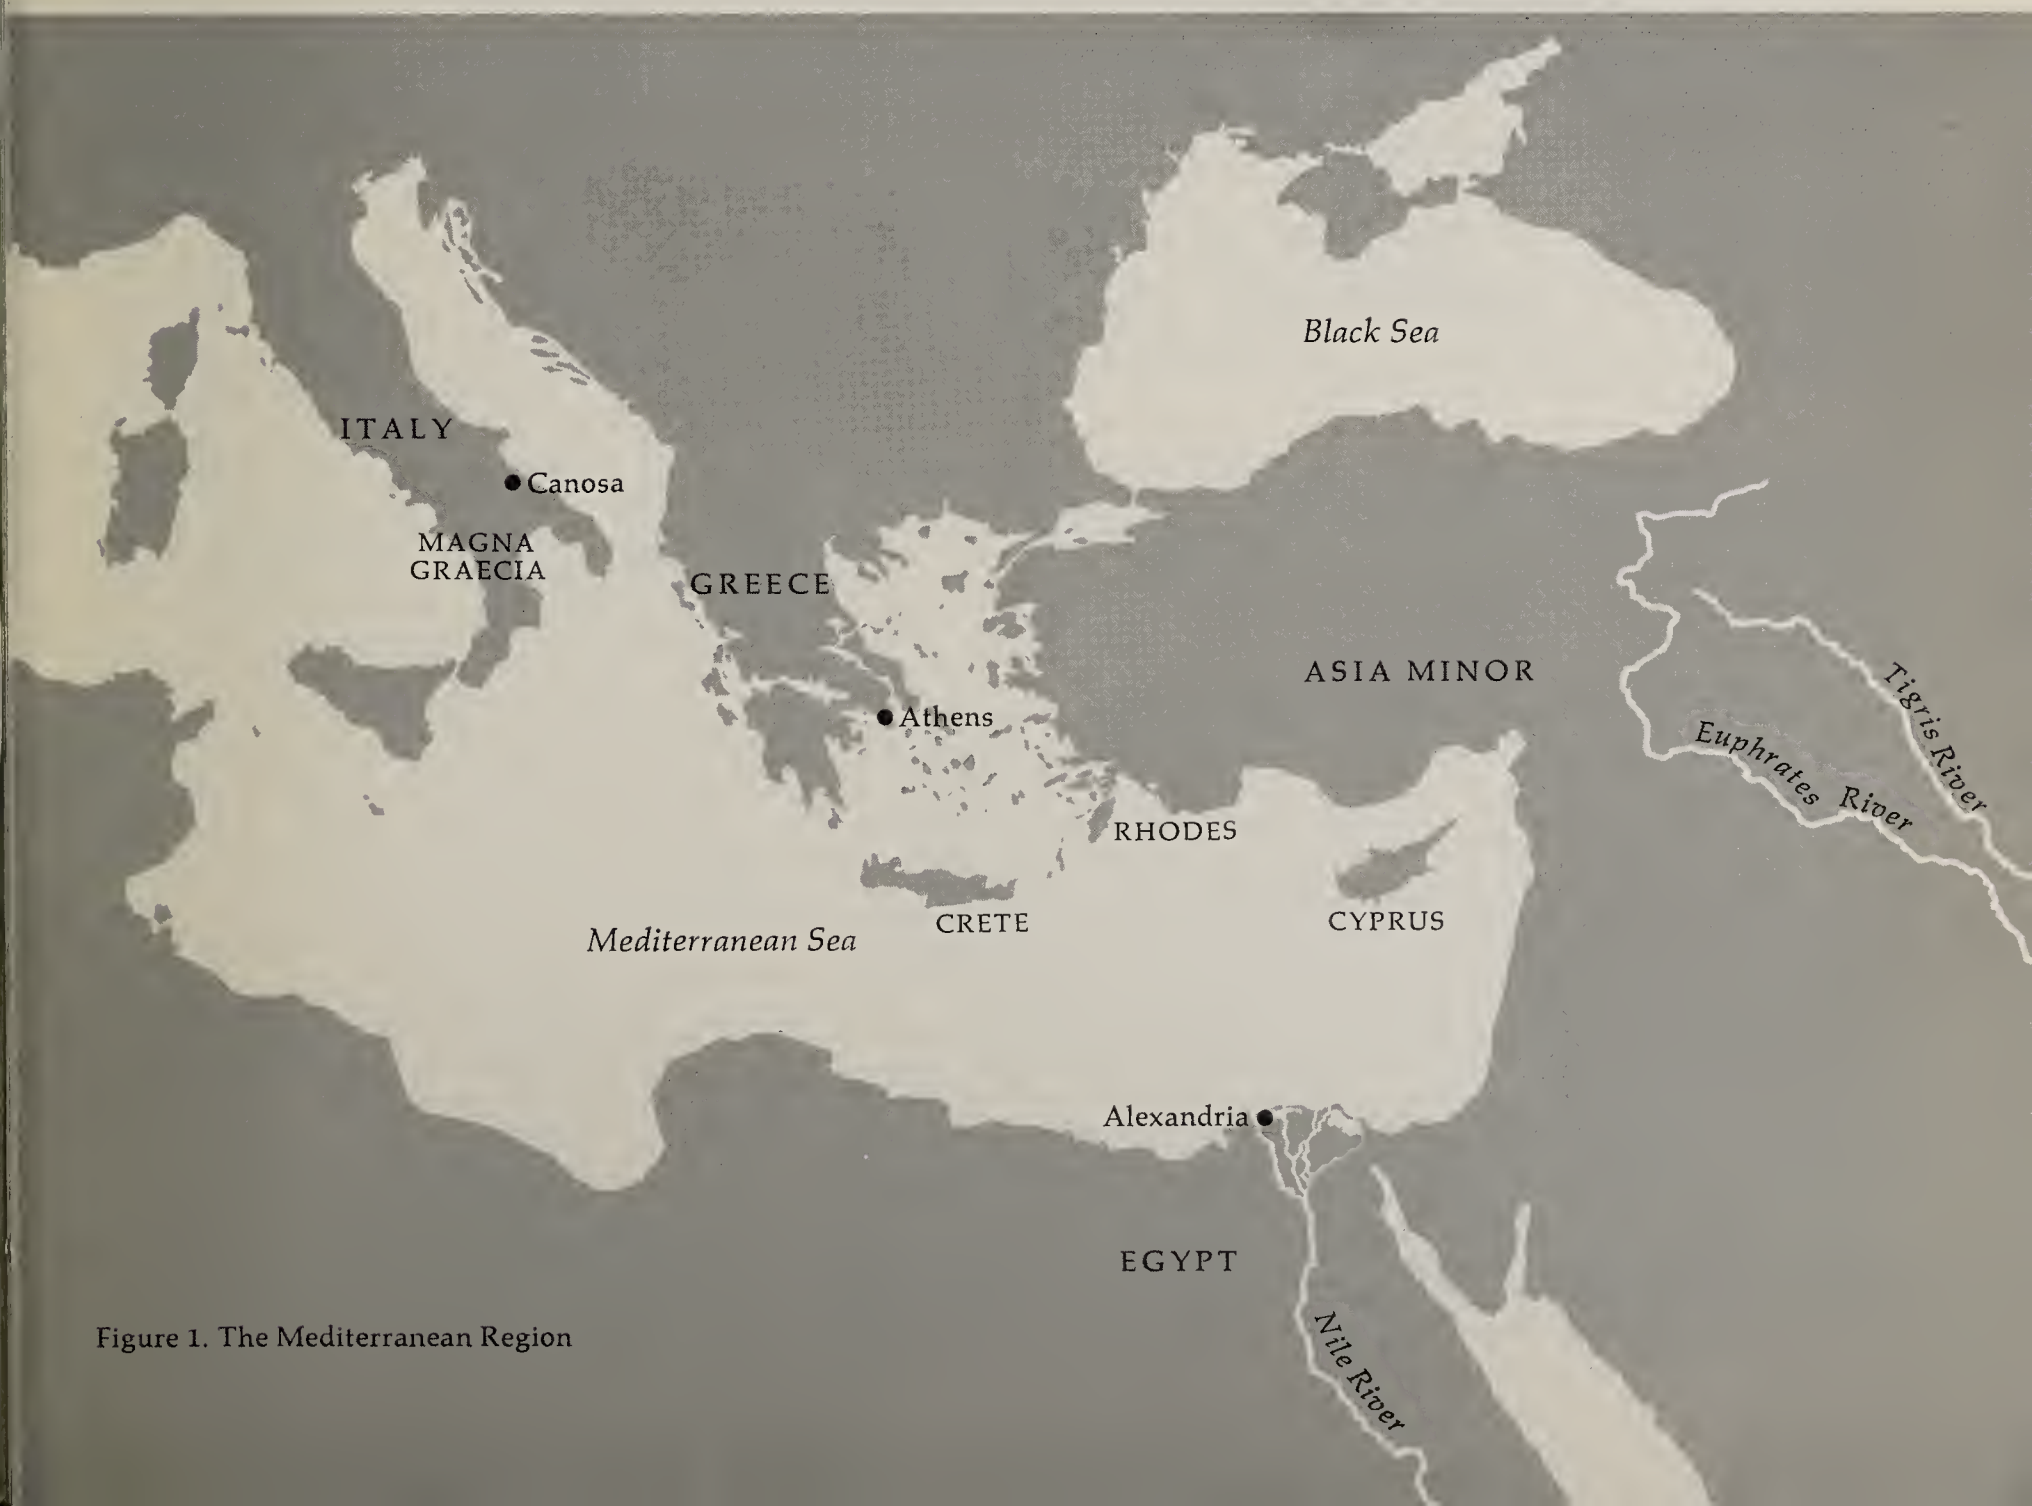 Black Sea
ITALY
Canosa
MAGNA
GRAECIA
GREECE
ASIA MINOR
Tigris River
Athens
Euphrates River
RHODES
CRETE
CYPRUS
Mediterranean Sea
Alexandria
EGYPT
Nile River
Figure 1. The Mediterranean Region